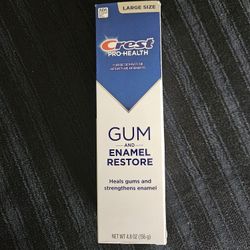 LARGE SIZE
Crest
PRO-HEALTH
GUM
AND
ENAMEL
RESTORE
Heals gums and
strengthens enamel
NET WT 4.8 OZ (136 g)